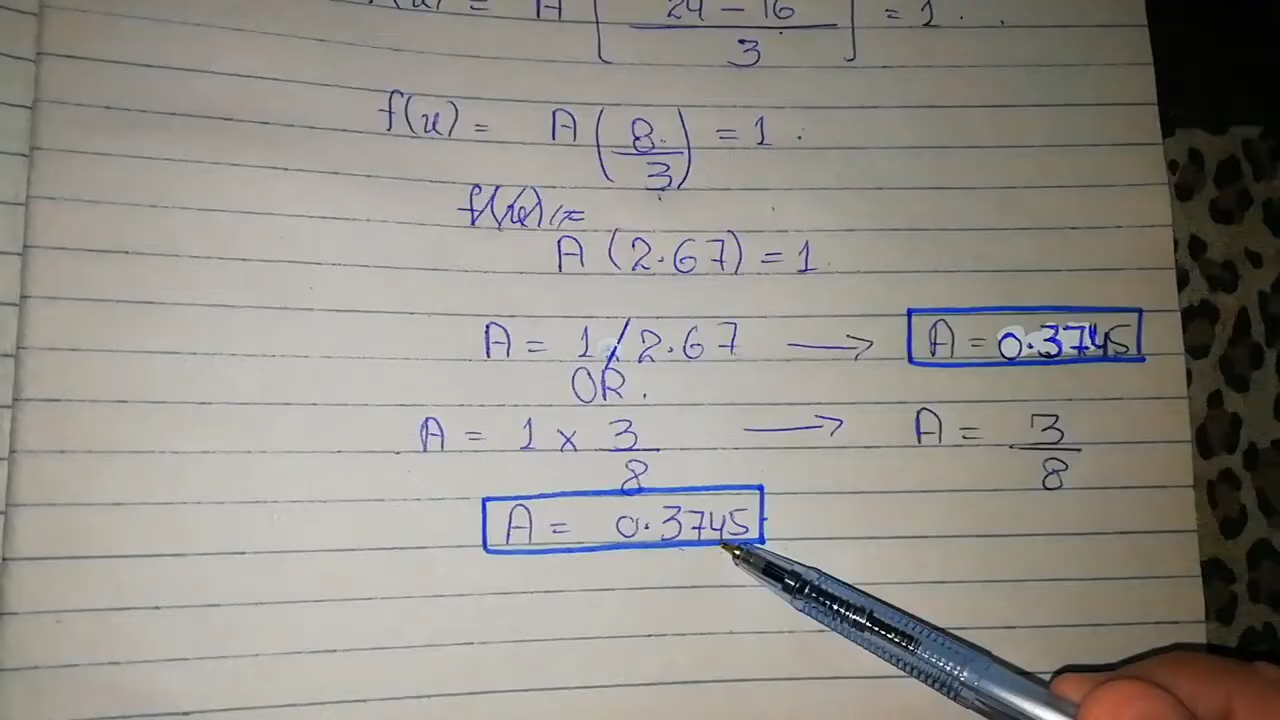 A [ 24 - 16 / 3 ] = 1 .
f(x) = A ( 8 / 3 ) = 1 .
f(x) =
A (2.67) = 1
A = 1 / 2.67 → A = 0.3745
OR .
A = 1 × 3/8 → A = 3/8
A = 0.3745